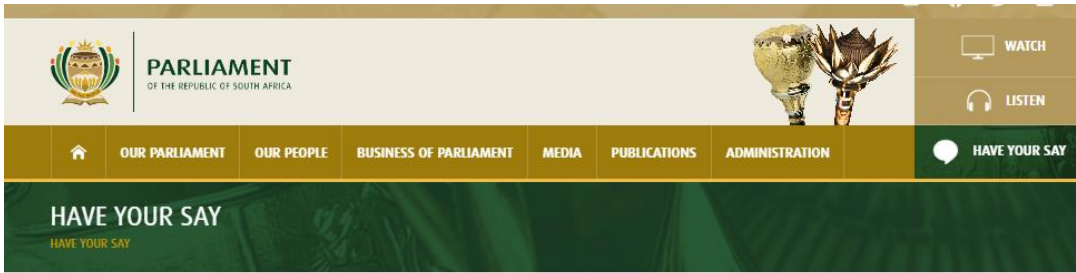 PARLIAMENT
OF THE REPUBLIC OF SOUTH AFRICA
WATCH
LISTEN
OUR PARLIAMENT OUR PEOPLE BUSINESS OF PARLIAMENT MEDIA PUBLICATIONS ADMINISTRATION HAVE YOUR SAY
HAVE YOUR SAY
HAVE YOUR SAY